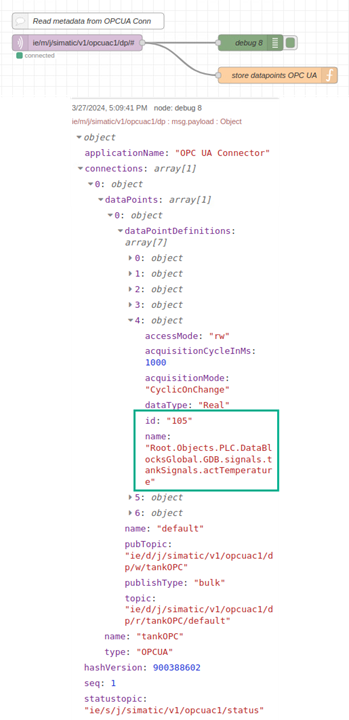 Read metadata from OPCUA Conn
ie/m/j/simatic/v1/opcuac1/dp/#
connected
debug 8
store datapoints OPC UA
3/27/2024, 5:09:41 PM node: debug 8
ie/m/j/simatic/v1/opcuac1/dp : msg.payload : Object
object
applicationName: "OPC UA Connector"
connections: array[1]
0: object
dataPoints: array[1]
0: object
dataPointDefinitions:
array[7]
0: object
1: object
2: object
3: object
4: object
accessMode: "rw"
acquisitionCycleInMs:
1000
acquisitionMode:
"CyclicOnChange"
dataType: "Real"
id: "105"
name:
"Root.Objects.PLC.DataBl
ocksGlobal.GDB.signals.t
ankSignals.actTemperatur
e"
5: object
6: object
name: "default"
pubTopic:
"ie/d/j/simatic/v1/opcuac1/d
p/w/tankOPC"
publishType: "bulk"
topic:
"ie/d/j/simatic/v1/opcuac1/d
p/r/tankOPC/default"
name: "tankOPC"
type: "OPCUA"
hashVersion: 900388602
seq: 1
statustopic:
"ie/s/j/simatic/v1/opcuac1/status"